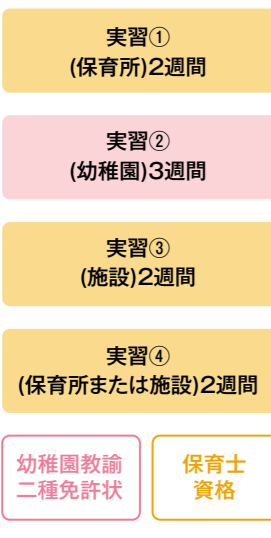 実習①
(保育所)2週間
実習②
(幼稚園)3週間
実習③
(施設)2週間
実習④
(保育所または施設)2週間
幼稚園教諭
二種免許状
保育士
資格